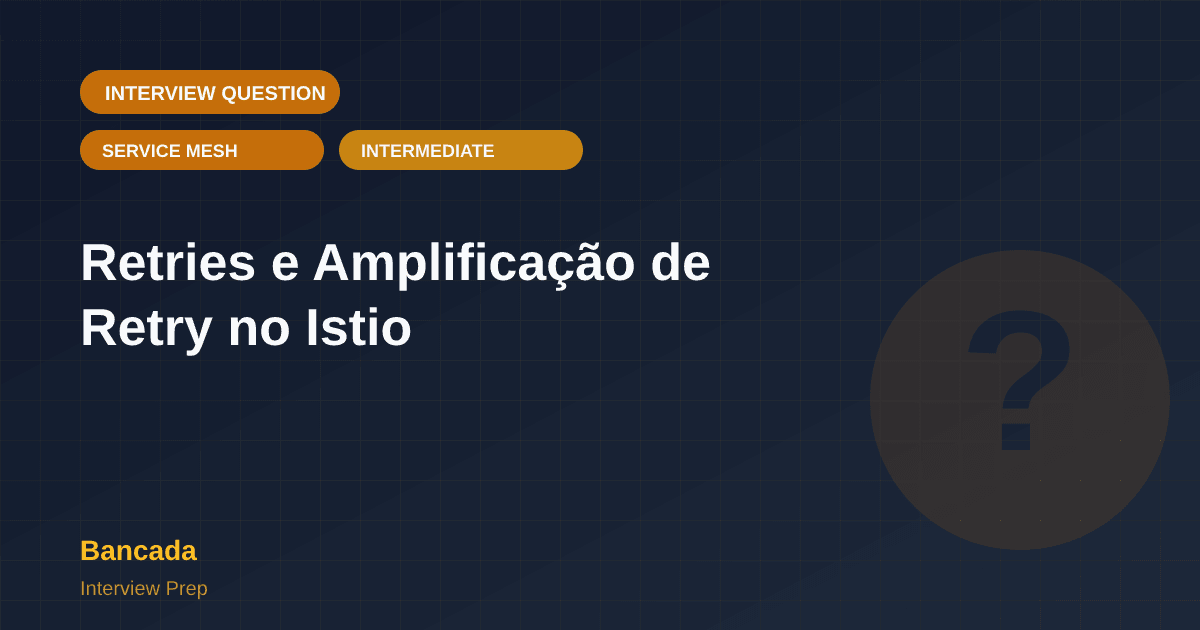 INTERVIEW QUESTION
SERVICE MESH
INTERMEDIATE
Retries e Amplificação de
Retry no Istio
?
Bancada
Interview Prep